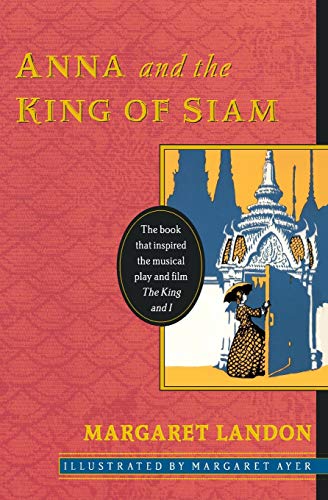 ANNA and the
KING OF SIAM
The book
that inspired
the musical
play and film
The King
and I
MARGARET LANDON
ILLUSTRATED BY MARGARET AYER